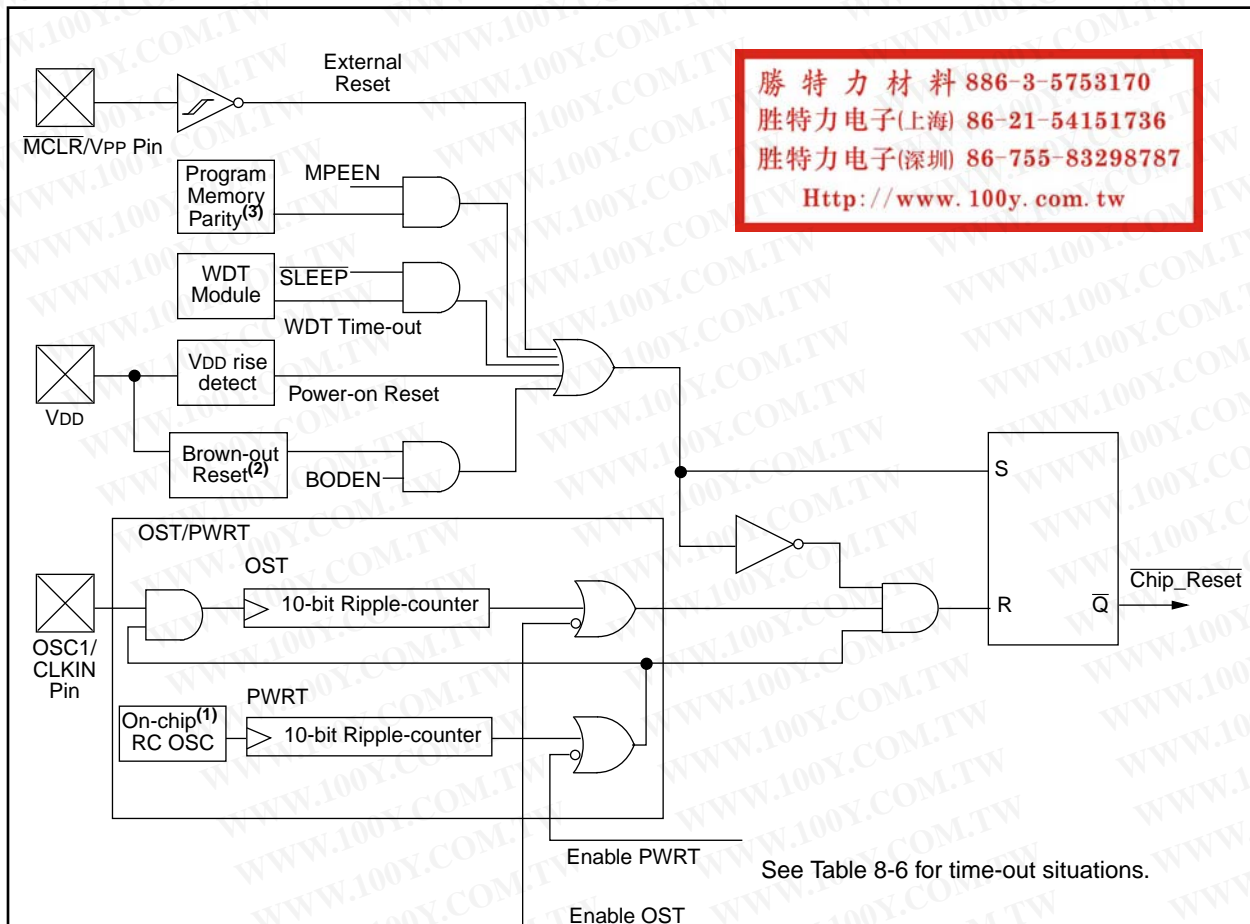 External
Reset
MCLR/VPP Pin
Program
Memory
Parity(3)
MPEEN
WDT
Module
SLEEP
WDT Time-out
VDD
VDD rise
detect
Power-on Reset
Brown-out
Reset(2)
BODEN
勝 特 力 材 料 886-3-5753170
胜特力电子(上海) 86-21-54151736
胜特力电子(深圳) 86-755-83298787
Http://www. 100y. com. tw
S
R
Q
Chip_Reset
OST/PWRT
OST
10-bit Ripple-counter
OSC1/
CLKIN
Pin
PWRT
On-chip(1)
RC OSC
10-bit Ripple-counter
Enable PWRT
See Table 8-6 for time-out situations.
Enable OST
WWW.100Y.COM.TW